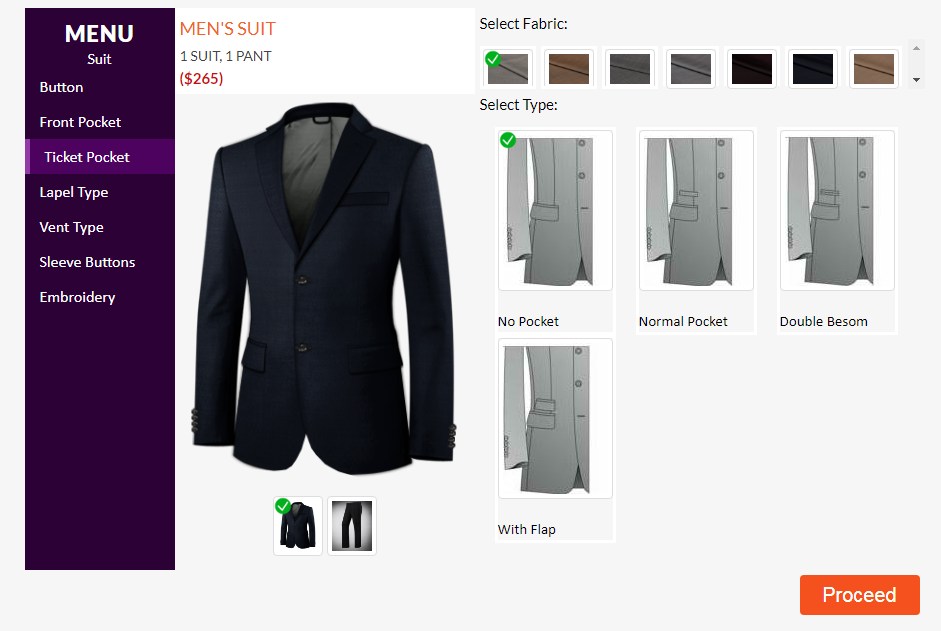 MENU
Suit
Button
Front Pocket
Ticket Pocket
Lapel Type
Vent Type
Sleeve Buttons
Embroidery
MEN'S SUIT
1 SUIT, 1 PANT
($265)
Select Fabric:
Select Type:
No Pocket
Normal Pocket
Double Besom
With Flap
Proceed